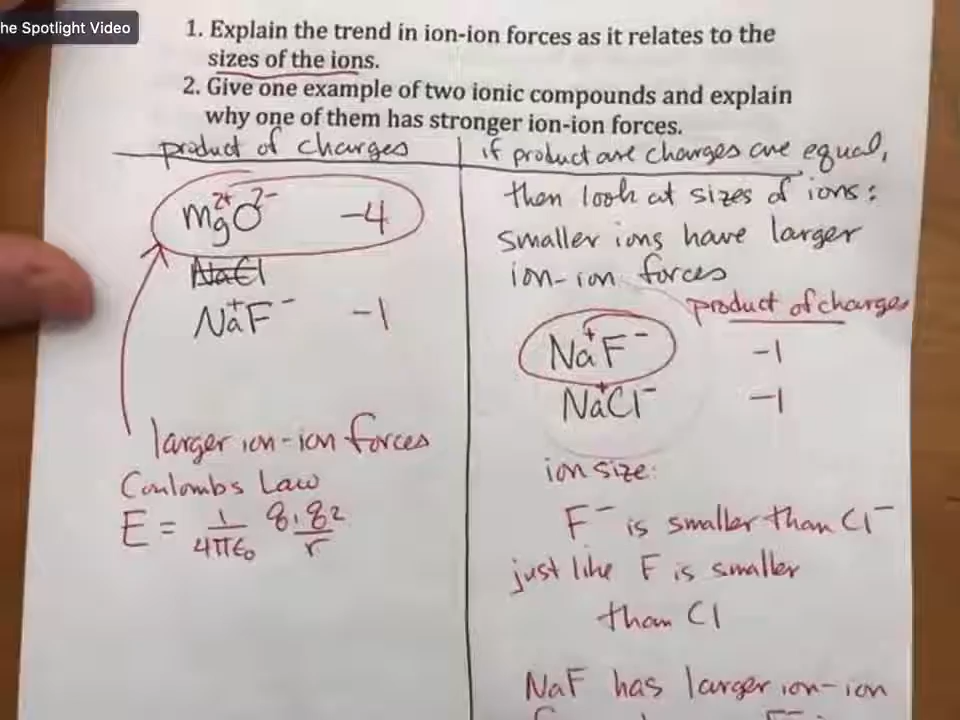 he Spotlight Video
1. Explain the trend in ion-ion forces as it relates to the
sizes of the ions.
2. Give one example of two ionic compounds and explain
why one of them has stronger ion-ion forces.
product of charges
Mg²⁺O²⁻ -4
NaCl
Na⁺F⁻ -1
larger ion-ion forces
Coulombs Law
E = 1/4πε₀ q₁q₂/r
if product are charges are equal,
then look at sizes of ions:
smaller ions have larger
ion-ion forces
product of charges
Na⁺F⁻ -1
Na⁺Cl⁻ -1
ion size:
F⁻ is smaller than Cl⁻
just like F is smaller
than Cl
NaF has larger ion-ion